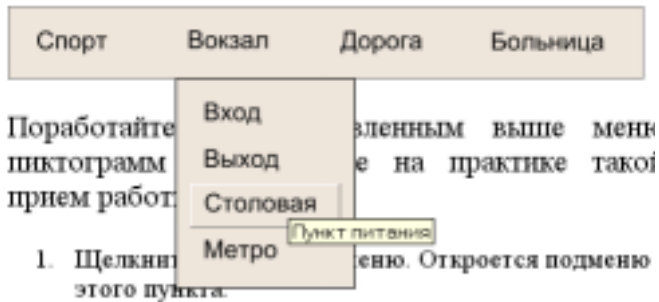 Спорт Вокзал Дорога Больница
Вход
Выход
Столовая
Пункт питания
Метро
Поработайте вленным выше меню
пиктограмм е на практике такой
прием работ
1. Щелкнит еню. Откроется подменю
этого пункта.